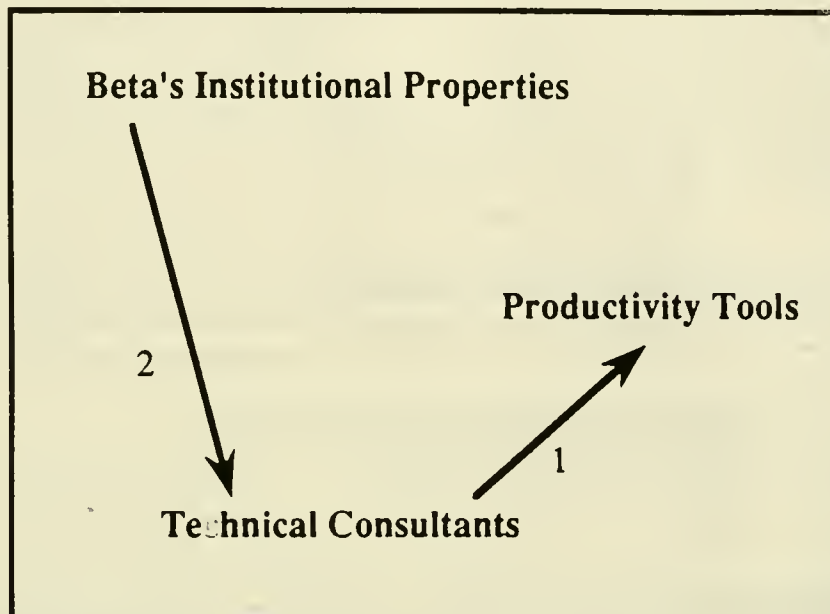 Beta's Institutional Properties
Productivity Tools
2
1
Technical Consultants